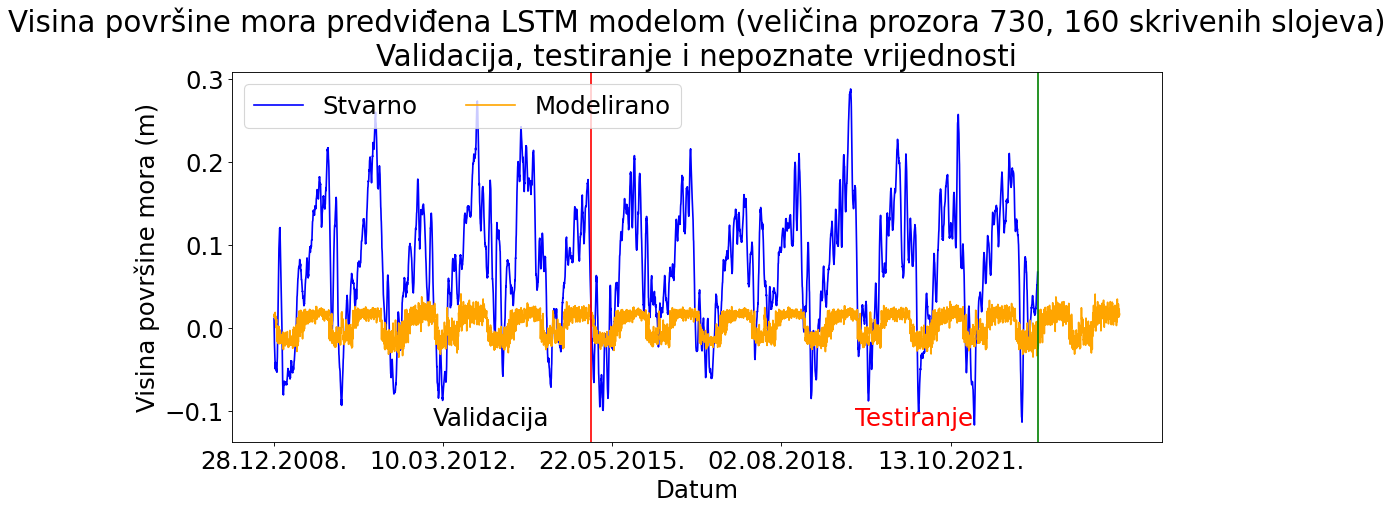 Visina površine mora predviđena LSTM modelom (veličina prozora 730, 160 skrivenih slojeva)
Validacija, testiranje i nepoznate vrijednosti
Stvarno
Modelirano
Visina površine mora (m)
0.3
0.2
0.1
0.0
−0.1
Validacija
Testiranje
28.12.2008.
10.03.2012.
22.05.2015.
02.08.2018.
13.10.2021.
Datum